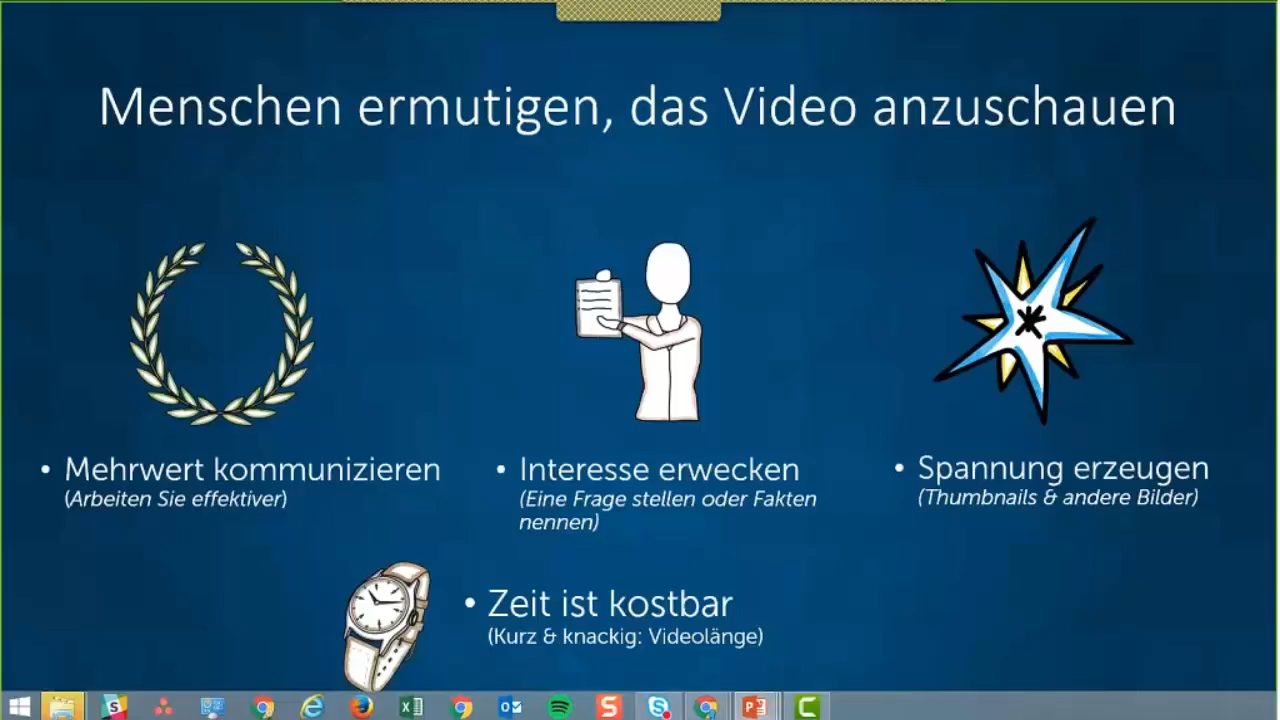 Menschen ermutigen, das Video anzuschauen
• Mehrwert kommunizieren
(Arbeiten Sie effektiver)
• Interesse erwecken
(Eine Frage stellen oder Fakten
nennen)
• Spannung erzeugen
(Thumbnails & andere Bilder)
• Zeit ist kostbar
(Kurz & knackig: Videolänge)